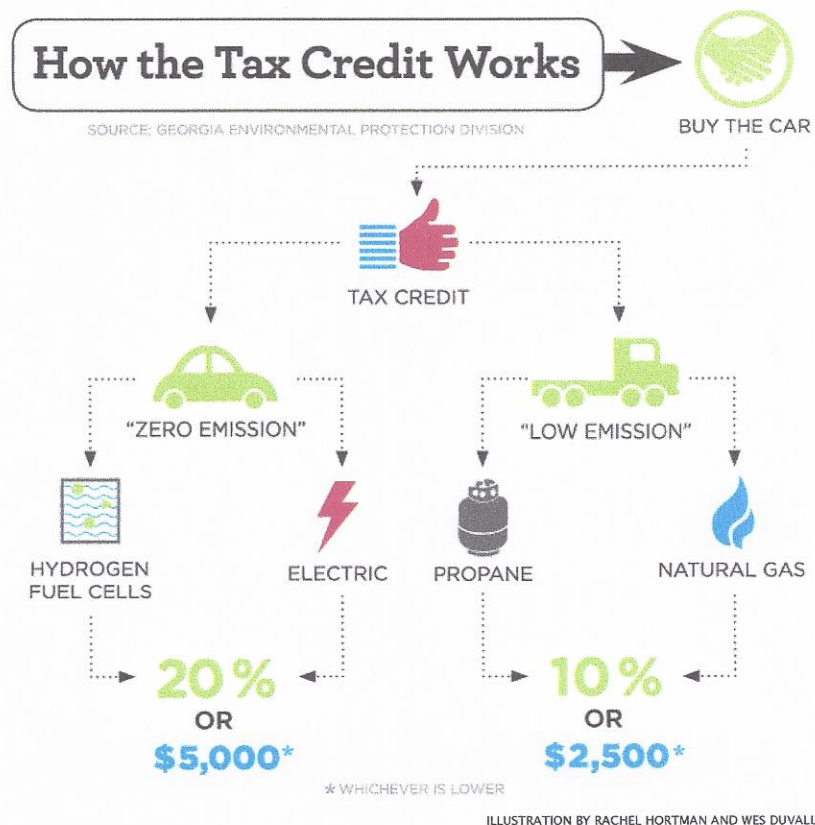 How the Tax Credit Works
SOURCE: GEORGIA ENVIRONMENTAL PROTECTION DIVISION
BUY THE CAR
TAX CREDIT
"ZERO EMISSION"
"LOW EMISSION"
HYDROGEN
FUEL CELLS
ELECTRIC
PROPANE
NATURAL GAS
20%
OR
$5,000*
10%
OR
$2,500*
* WHICHEVER IS LOWER
ILLUSTRATION BY RACHEL HORTMAN AND WES DUVALL